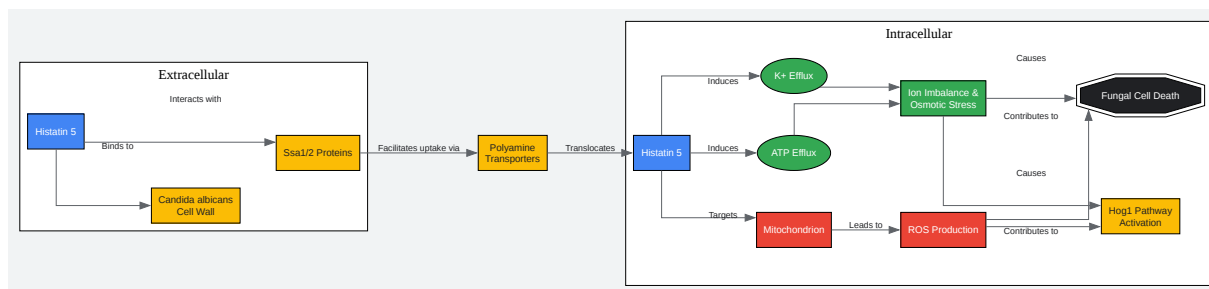 Extracellular
Interacts with
Histatin 5
Binds to
Ssa1/2 Proteins
Candida albicans
Cell Wall
Facilitates uptake via
Polyamine
Transporters
Translocates
Intracellular
Histatin 5
Induces
K+ Efflux
Induces
ATP Efflux
Targets
Mitochondrion
Leads to
ROS Production
Ion Imbalance &
Osmotic Stress
Causes
Contributes to
Fungal Cell Death
Causes
Contributes to
Hog1 Pathway
Activation